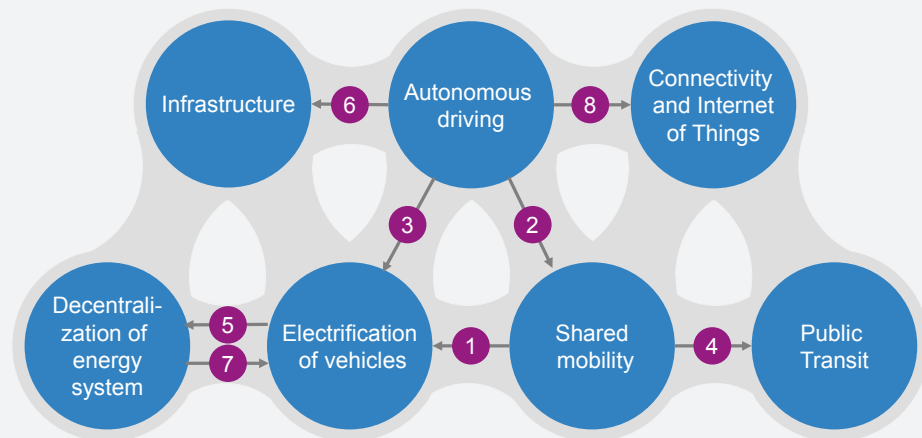 Infrastructure
6
Autonomous
driving
8
Connectivity
and Internet
of Things
3
2
Decentrali-
zation of
energy
system
5
7
Electrification
of vehicles
1
Shared
mobility
4
Public
Transit